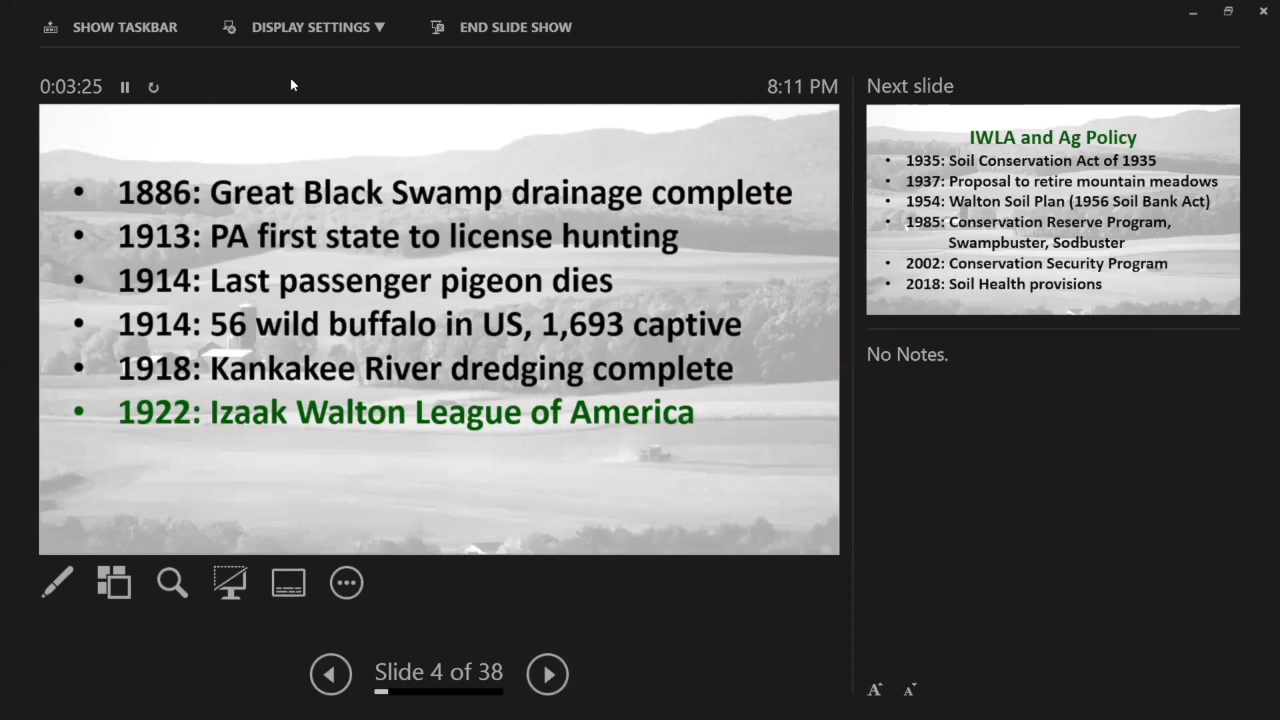 SHOW TASKBAR
DISPLAY SETTINGS ▼
END SLIDE SHOW
0:03:25
8:11 PM
• 1886: Great Black Swamp drainage complete
• 1913: PA first state to license hunting
• 1914: Last passenger pigeon dies
• 1914: 56 wild buffalo in US, 1,693 captive
• 1918: Kankakee River dredging complete
• 1922: Izaak Walton League of America
Slide 4 of 38
Next slide
IWLA and Ag Policy
• 1935: Soil Conservation Act of 1935
• 1937: Proposal to retire mountain meadows
• 1954: Walton Soil Plan (1956 Soil Bank Act)
• 1985: Conservation Reserve Program,
Swampbuster, Sodbuster
• 2002: Conservation Security Program
• 2018: Soil Health provisions
No Notes.
A A